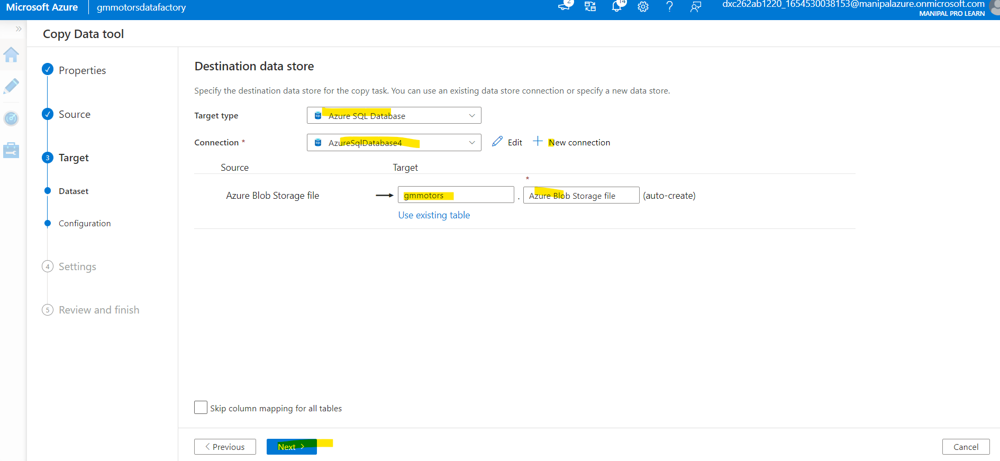 Microsoft Azure
gmmotorsdatafactory
2
14
dxc262ab1220_1654530038153@manipalazure.onmicrosoft.com
MANIPAL PRO LEARN
Copy Data tool
Properties
Source
3 Target
Dataset
Configuration
4 Settings
5 Review and finish
Destination data store
Specify the destination data store for the copy task. You can use an existing data store connection or specify a new data store.
Target type
SQL Azure SQL Database
Connection *
SQL AzureSqlDatabase4
Edit
New connection
Source Target
*
Azure Blob Storage file gmmotors . Azure Blob Storage file (auto-create)
Use existing table
Skip column mapping for all tables
< Previous
Next >
Cancel